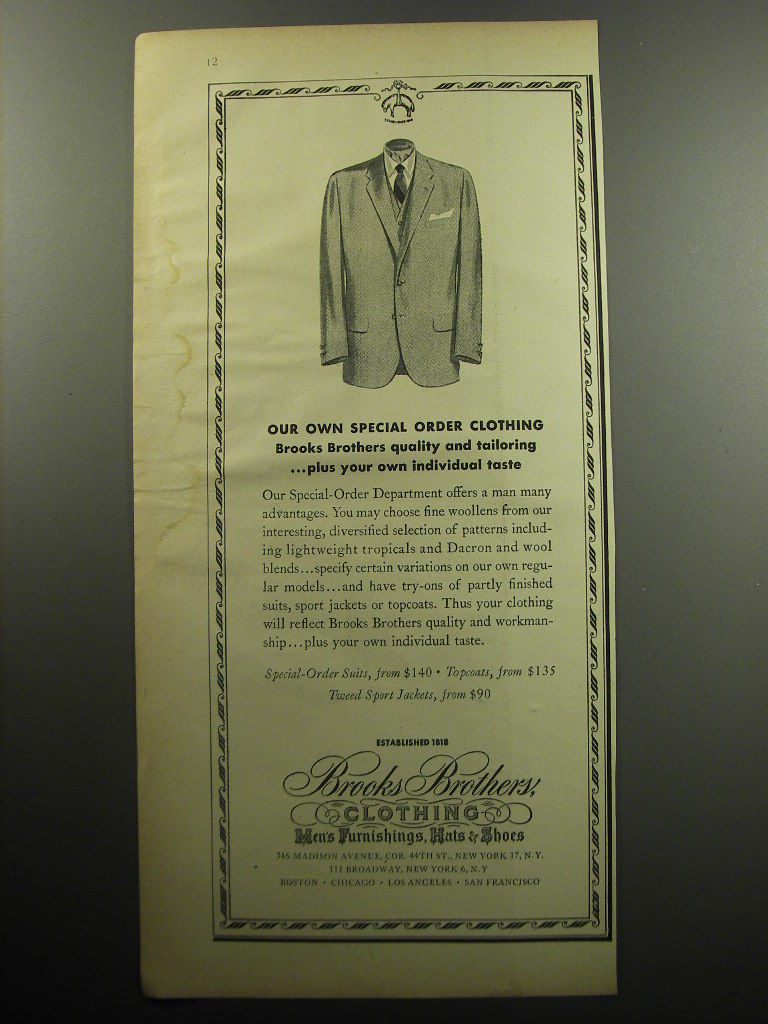 12
OUR OWN SPECIAL ORDER CLOTHING
Brooks Brothers quality and tailoring
...plus your own individual taste
Our Special-Order Department offers a man many
advantages. You may choose fine woollens from our
interesting, diversified selection of patterns includ-
ing lightweight tropicals and Dacron and wool
blends...specify certain variations on our own regu-
lar models...and have try-ons of partly finished
suits, sport jackets or topcoats. Thus your clothing
will reflect Brooks Brothers quality and workman-
ship...plus your own individual taste.
Special-Order Suits, from $140 • Topcoats, from $135
Tweed Sport Jackets, from $90
ESTABLISHED 1818
Brooks Brothers,
CLOTHING
Men's Furnishings, Hats & Shoes
346 MADISON AVENUE, COR. 44TH ST., NEW YORK 17, N.Y.
111 BROADWAY, NEW YORK 6, N.Y
BOSTON • CHICAGO • LOS ANGELES • SAN FRANCISCO